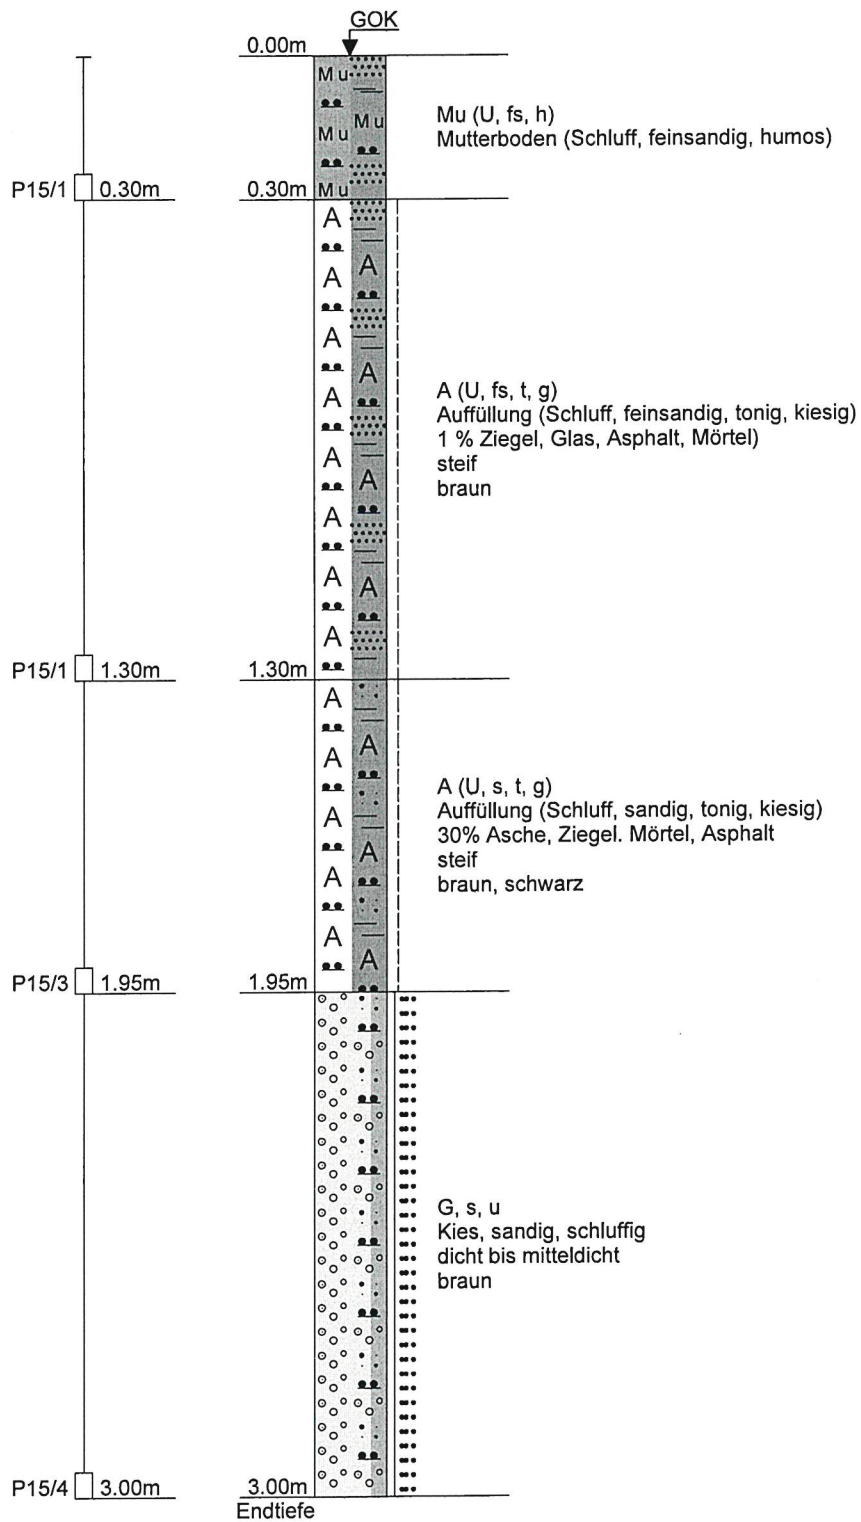 GOK
0.00m
Mu
Mu
Mu
Mu
Mu (U, fs, h)
Mutterboden (Schluff, feinsandig, humos)
P15/1 0.30m 0.30m
A
A
A
A
A
A
A
A
A
A
A
A
A (U, fs, t, g)
Auffüllung (Schluff, feinsandig, tonig, kiesig)
1 % Ziegel, Glas, Asphalt, Mörtel)
steif
braun
P15/1 1.30m 1.30m
A
A
A
A
A
A
A
A
A (U, s, t, g)
Auffüllung (Schluff, sandig, tonig, kiesig)
30% Asche, Ziegel. Mörtel, Asphalt
steif
braun, schwarz
P15/3 1.95m 1.95m
G, s, u
Kies, sandig, schluffig
dicht bis mitteldicht
braun
P15/4 3.00m 3.00m
Endtiefe